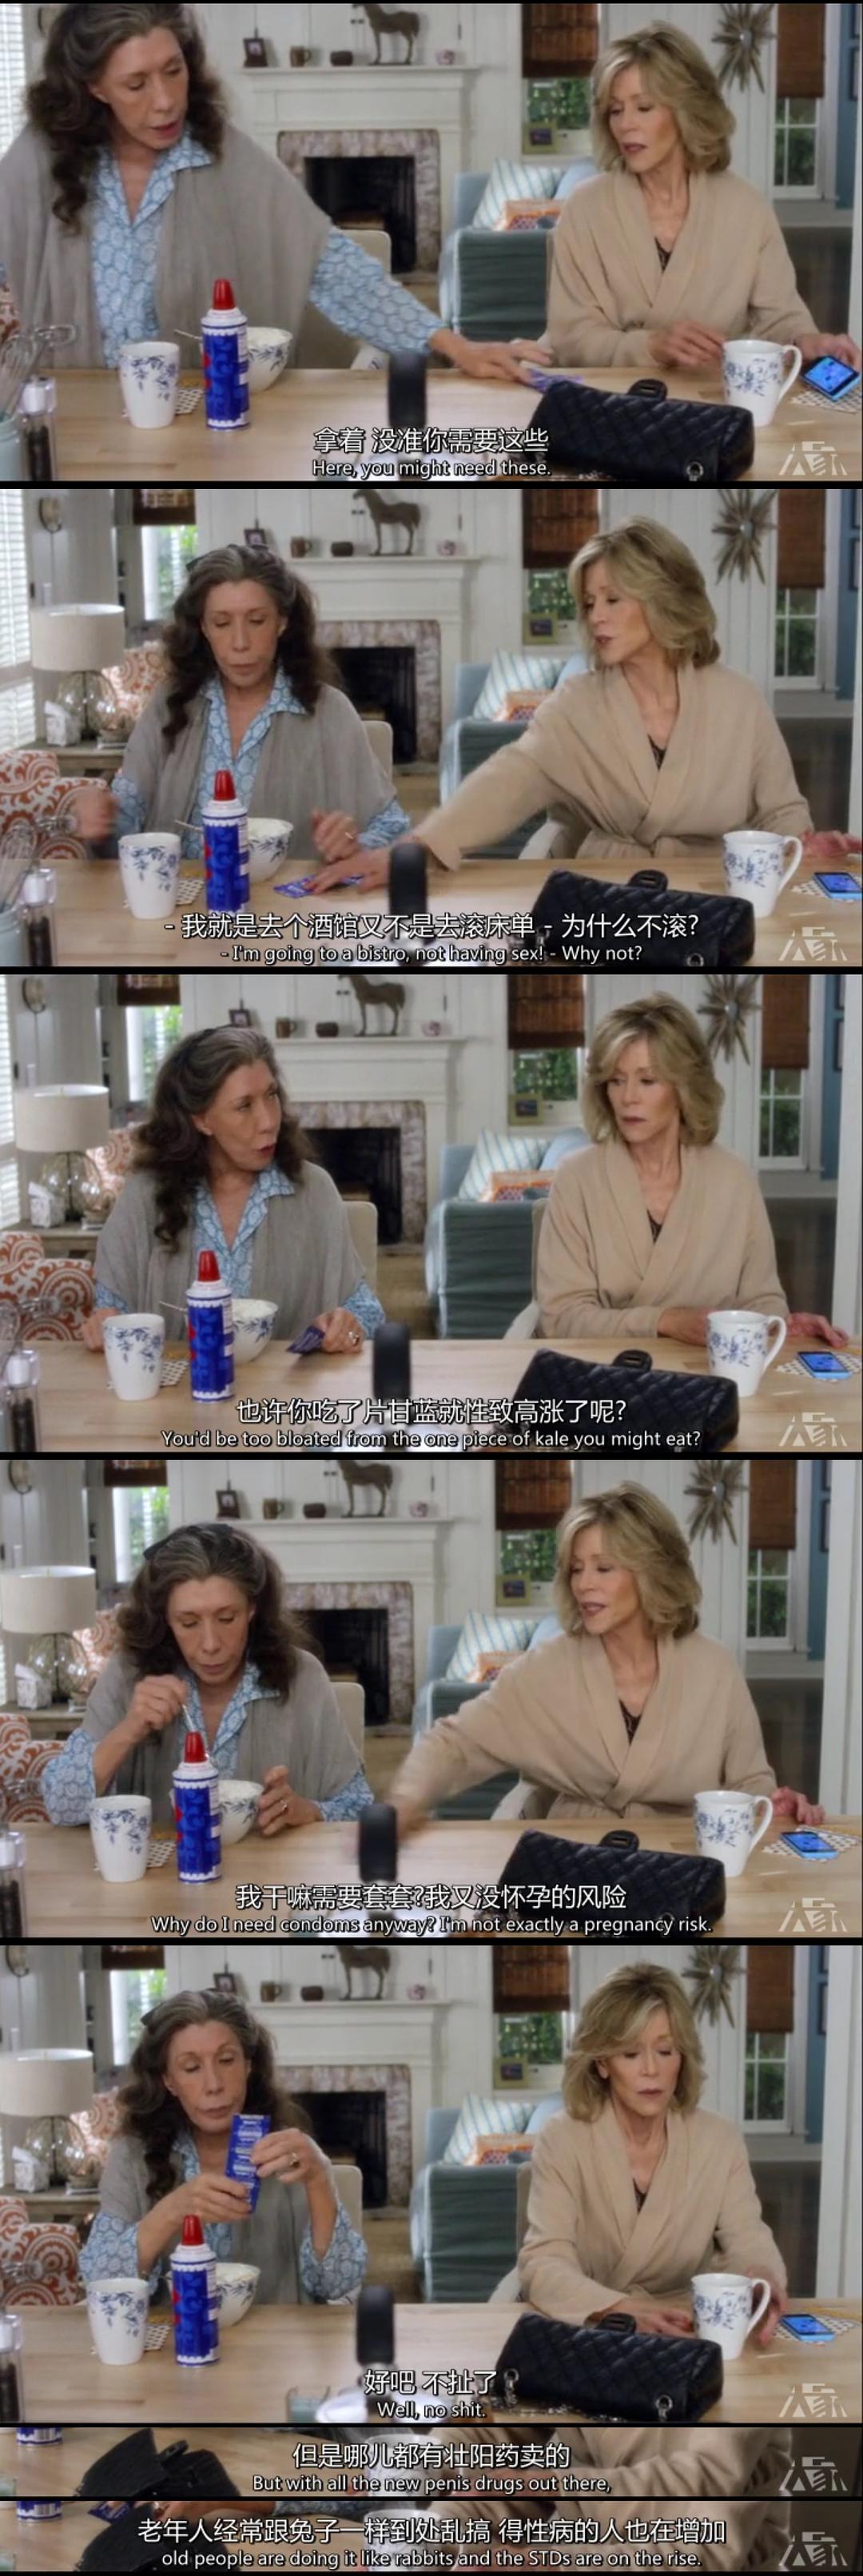 拿着 没准你需要这些
Here, you might need these.
- 我就是去个酒馆又不是去滚床单 - 为什么不滚?
- I'm going to a bistro, not having sex! - Why not?
也许你吃了片甘蓝就性致高涨了呢?
You'd be too bloated from the one piece of kale you might eat?
我干嘛需要套套?我又没怀孕的风险
Why do I need condoms anyway? I'm not exactly a pregnancy risk.
好吧 不扯了
Well, no shit.
但是哪儿都有壮阳药卖的
But with all the new penis drugs out there,
老年人经常跟兔子一样到处乱搞 得性病的人也在增加
old people are doing it like rabbits and the STDs are on the rise.